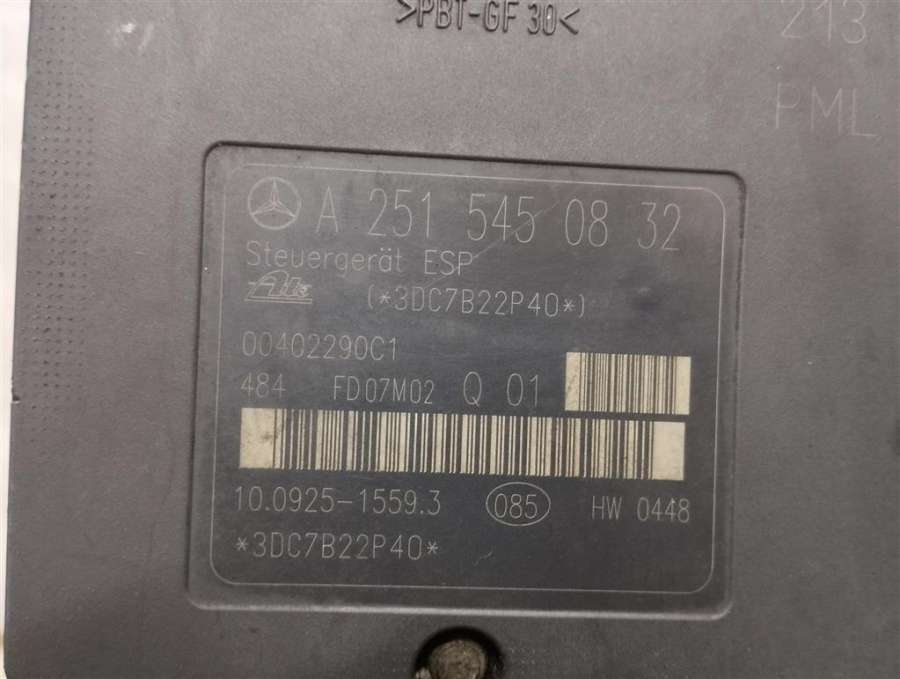 >PBT-GF 30<
213
PML
A 251 545 08 32
Steuergerät ESP
Ate (*3DC7B22P40*)
00402290C1
484 FD07M02 Q 01
10.0925-1559.3 085 HW 0448
*3DC7B22P40*